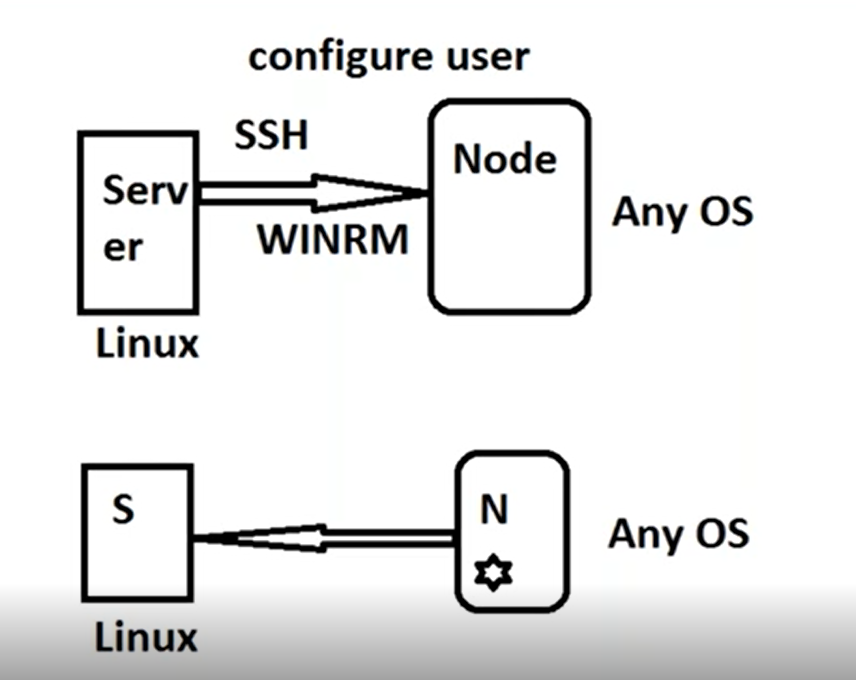 configure user
SSH
Serv
er
WINRM
Node
Any OS
Linux
S
N
Any OS
Linux